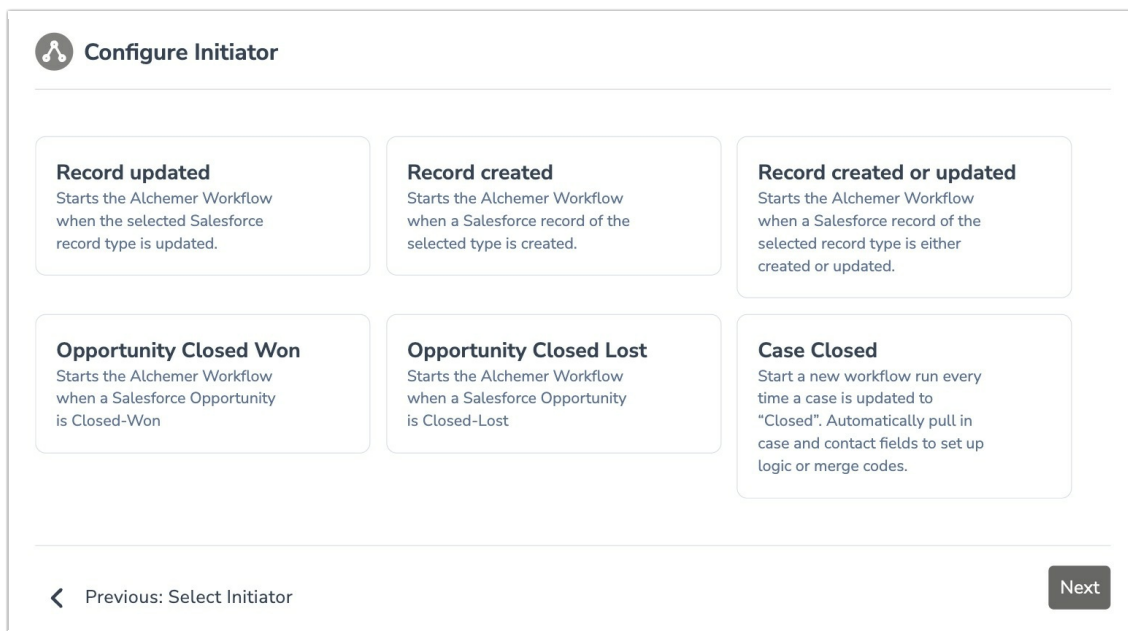 Configure Initiator
Record updated
Starts the Alchemer Workflow
when the selected Salesforce
record type is updated.
Record created
Starts the Alchemer Workflow
when a Salesforce record of the
selected type is created.
Record created or updated
Starts the Alchemer Workflow
when a Salesforce record of the
selected record type is either
created or updated.
Opportunity Closed Won
Starts the Alchemer Workflow
when a Salesforce Opportunity
is Closed-Won
Opportunity Closed Lost
Starts the Alchemer Workflow
when a Salesforce Opportunity
is Closed-Lost
Case Closed
Start a new workflow run every
time a case is updated to
“Closed”. Automatically pull in
case and contact fields to set up
logic or merge codes.
Previous: Select Initiator
Next